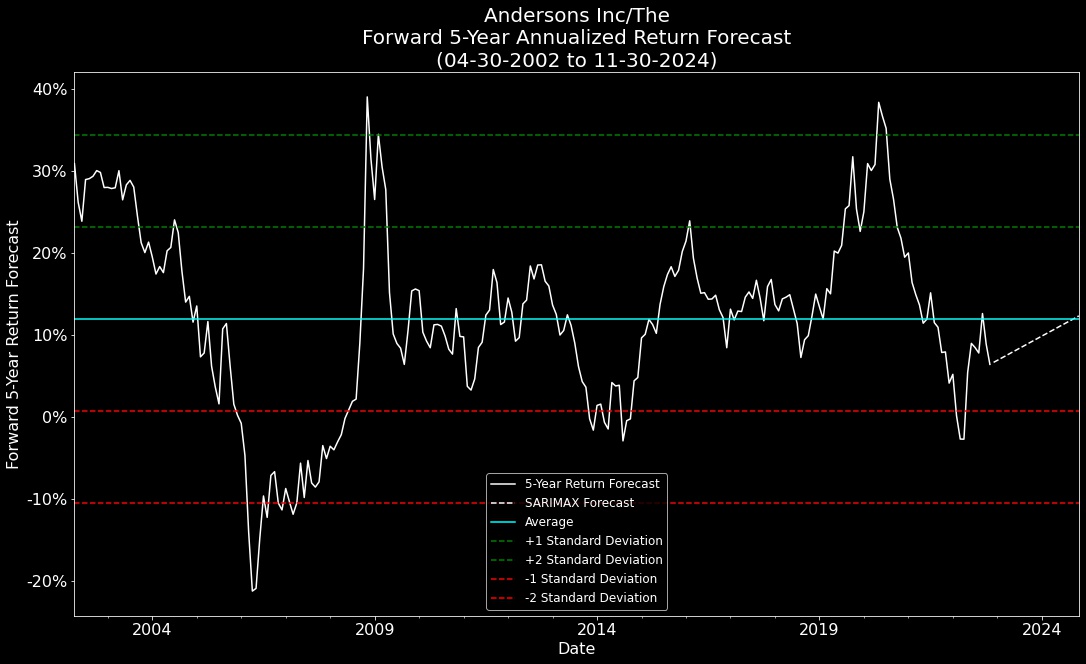 Andersons Inc/The
Forward 5-Year Annualized Return Forecast
(04-30-2002 to 11-30-2024)
Forward 5-Year Return Forecast
40%
30%
20%
10%
0%
-10%
-20%
5-Year Return Forecast
SARIMAX Forecast
Average
+1 Standard Deviation
+2 Standard Deviation
-1 Standard Deviation
-2 Standard Deviation
2004
2009
2014
2019
2024
Date